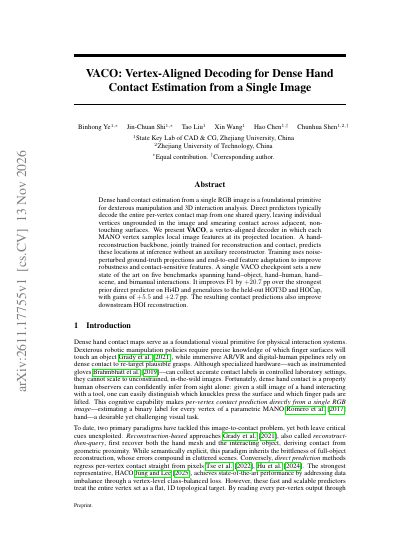 VACO: Vertex-Aligned Decoding for Dense Hand
Contact Estimation from a Single Image
Binhong Ye1,* Jin-Chuan Shi1,* Tao Liu1 Xin Wang1 Hao Chen1,† Chunhua Shen1,2,†
1State Key Lab of CAD & CG, Zhejiang University, China
2Zhejiang University of Technology, China
*Equal contribution. †Corresponding author.
arXiv:2611.17755v1 [cs.CV] 13 Nov 2026
Abstract
Dense hand contact estimation from a single RGB image is a foundational primitive
for dexterous manipulation and 3D interaction analysis. Direct predictors typically
decode the entire per-vertex contact map from one shared query, leaving individual
vertices ungrounded in the image and smearing contact across adjacent, non-
touching surfaces. We present VACO, a vertex-aligned decoder in which each
MANO vertex samples local image features at its projected location. A hand-
reconstruction backbone, jointly trained for reconstruction and contact, predicts
these locations at inference without an auxiliary reconstructor. Training uses noise-
perturbed ground-truth projections and end-to-end feature adaptation to improve
robustness and contact-sensitive features. A single VACO checkpoint sets a new
state of the art on five benchmarks spanning hand–object, hand–human, hand–
scene, and bimanual interactions. It improves F1 by +20.7 pp over the strongest
prior direct predictor on Hi4D and generalizes to the held-out HOT3D and HOCap,
with gains of +5.5 and +2.7 pp. The resulting contact predictions also improve
downstream HOI reconstruction.
1 Introduction
Dense hand contact maps serve as a foundational visual primitive for physical interaction systems.
Dexterous robotic manipulation policies require precise knowledge of which finger surfaces will
touch an object Grady et al. [2021], while immersive AR/VR and digital-human pipelines rely on
dense contact to re-target plausible grasps. Although specialized hardware—such as instrumented
gloves Brahmbhatt et al. [2019]—can collect accurate contact labels in controlled laboratory settings,
they cannot scale to unconstrained, in-the-wild images. Fortunately, dense contact is a property
human observers can confidently infer from sight alone: given a still image of a hand interacting
with a tool, one can easily distinguish which knuckles press the surface and which finger pads are
lifted. This cognitive capability makes per-vertex contact prediction directly from a single RGB
image—estimating a binary label for every vertex of a parametric MANO Romero et al. [2017]
hand—a desirable yet challenging visual task.
To date, two primary paradigms have tackled this image-to-contact problem, yet both leave critical
cues unexploited. Reconstruction-based approaches Grady et al. [2021], also called reconstruct-
then-query, first recover both the hand mesh and the interacting object, deriving contact from
geometric proximity. While semantically explicit, this paradigm inherits the brittleness of full-object
reconstruction, whose errors compound in cluttered scenes. Conversely, direct prediction methods
regress per-vertex contact straight from pixels Tse et al. [2022], Hu et al. [2024]. The strongest
representative, HACO Jung and Lee [2025], achieves state-of-the-art performance by addressing data
imbalance through a vertex-level class-balanced loss. However, these fast and scalable predictors
treat the entire vertex set as a flat, 1D topological target. By reading every per-vertex output through
Preprint.